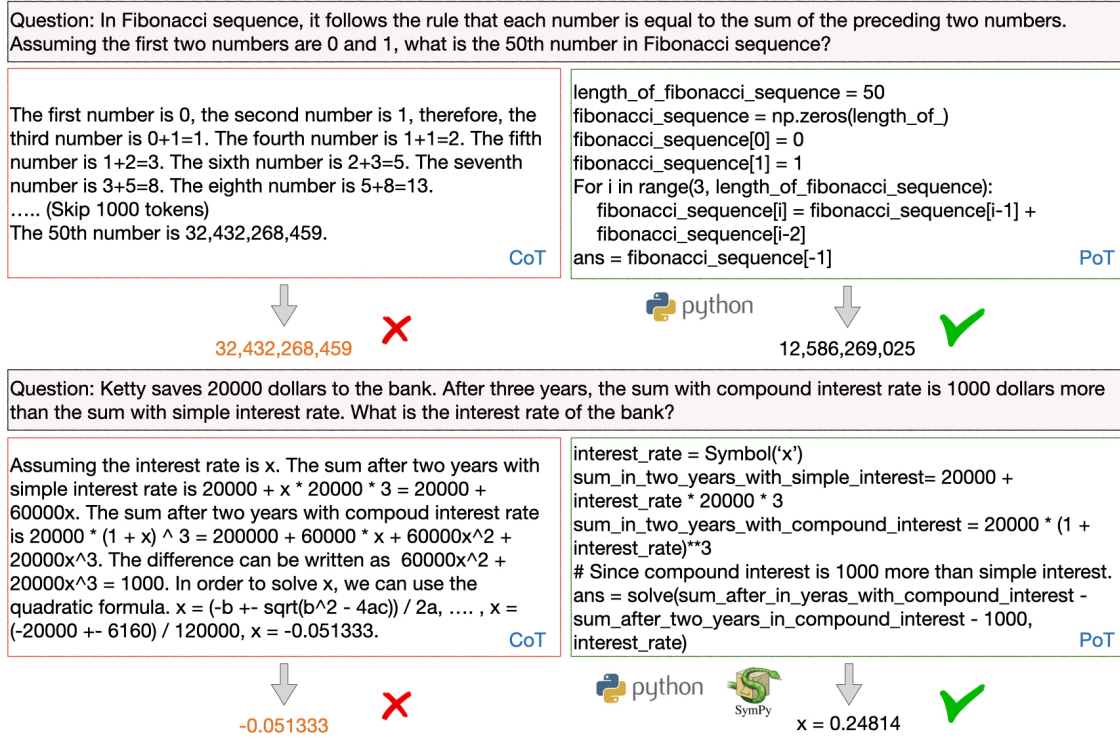 Question: In Fibonacci sequence, it follows the rule that each number is equal to the sum of the preceding two numbers.
Assuming the first two numbers are 0 and 1, what is the 50th number in Fibonacci sequence?
The first number is 0, the second number is 1, therefore, the
third number is 0+1=1. The fourth number is 1+1=2. The fifth
number is 1+2=3. The sixth number is 2+3=5. The seventh
number is 3+5=8. The eighth number is 5+8=13.
….. (Skip 1000 tokens)
The 50th number is 32,432,268,459.
CoT
length_of_fibonacci_sequence = 50
fibonacci_sequence = np.zeros(length_of_)
fibonacci_sequence[0] = 0
fibonacci_sequence[1] = 1
For i in range(3, length_of_fibonacci_sequence):
fibonacci_sequence[i] = fibonacci_sequence[i-1] +
fibonacci_sequence[i-2]
ans = fibonacci_sequence[-1]
PoT
python
32,432,268,459
12,586,269,025
Question: Ketty saves 20000 dollars to the bank. After three years, the sum with compound interest rate is 1000 dollars more
than the sum with simple interest rate. What is the interest rate of the bank?
Assuming the interest rate is x. The sum after two years with
simple interest rate is 20000 + x * 20000 * 3 = 20000 +
60000x. The sum after two years with compoud interest rate
is 20000 * (1 + x) ^ 3 = 200000 + 60000 * x + 60000x^2 +
20000x^3. The difference can be written as 60000x^2 +
20000x^3 = 1000. In order to solve x, we can use the
quadratic formula. x = (-b +- sqrt(b^2 - 4ac)) / 2a, …. , x =
(-20000 +- 6160) / 120000, x = -0.051333.
CoT
interest_rate = Symbol(‘x’)
sum_in_two_years_with_simple_interest= 20000 +
interest_rate * 20000 * 3
sum_in_two_years_with_compound_interest = 20000 * (1 +
interest_rate)**3
# Since compound interest is 1000 more than simple interest.
ans = solve(sum_after_in_yeras_with_compound_interest -
sum_after_two_years_in_compound_interest - 1000,
interest_rate)
PoT
python
SymPy
-0.051333
x = 0.24814